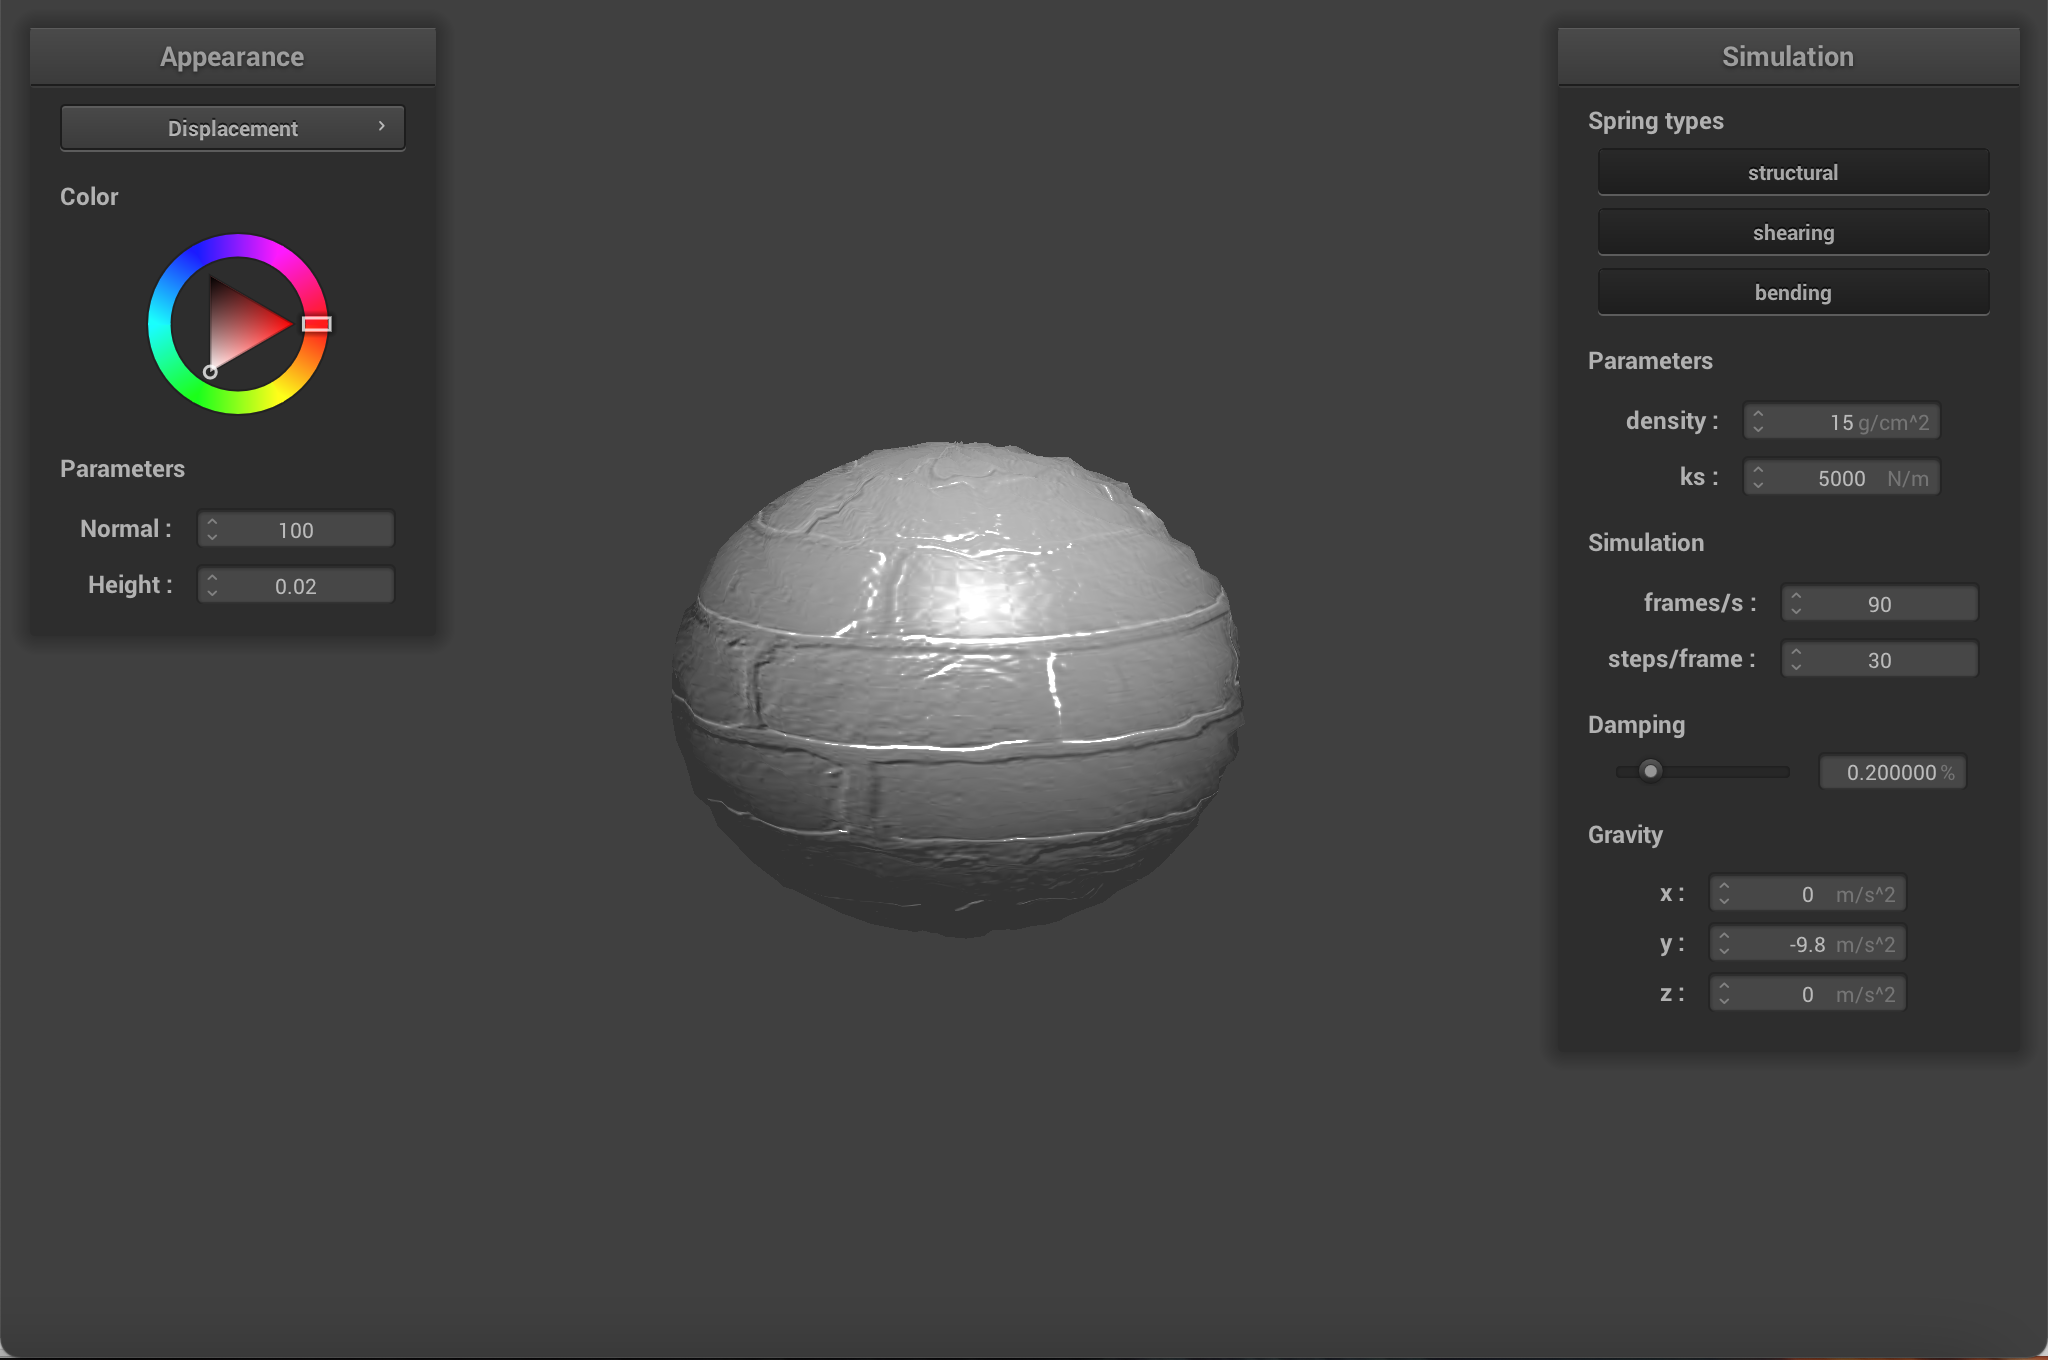 Appearance
Displacement
Color
Parameters
Normal : 100
Height : 0.02
Simulation
Spring types
structural
shearing
bending
Parameters
density : 15 g/cm^2
ks : 5000 N/m
Simulation
frames/s : 90
steps/frame : 30
Damping
0.200000 %
Gravity
x : 0 m/s^2
y : -9.8 m/s^2
z : 0 m/s^2